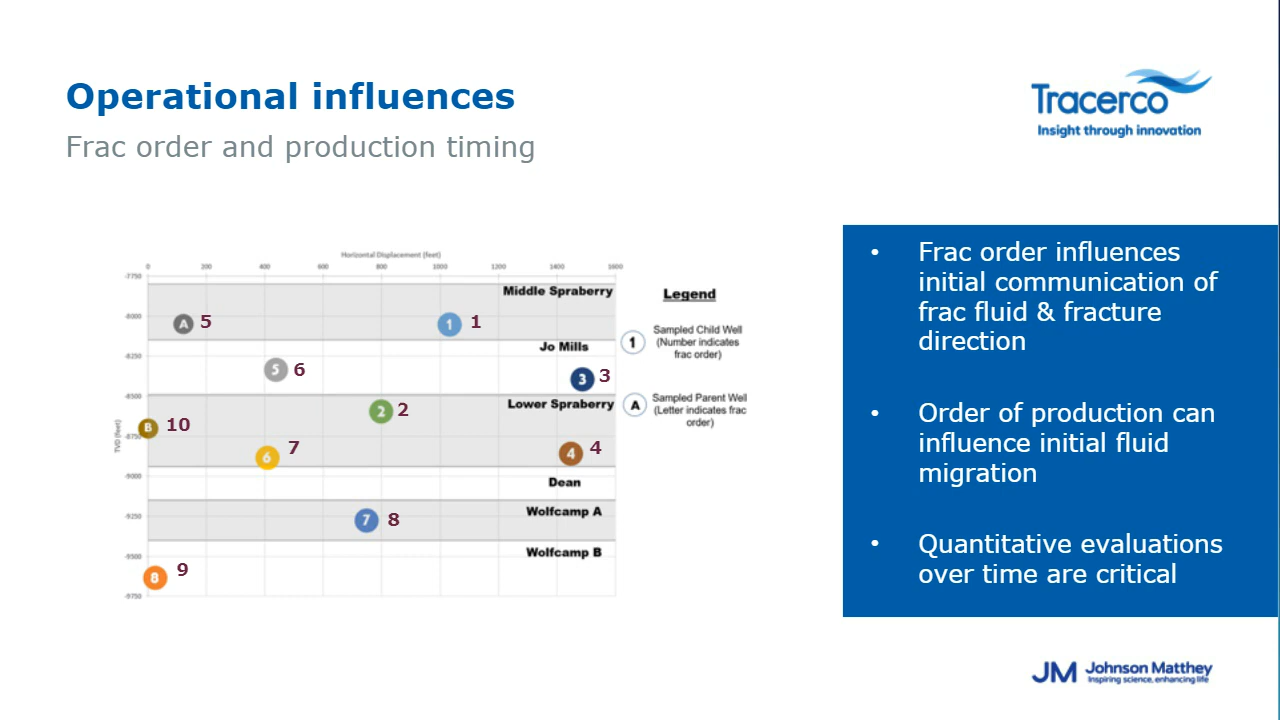 Operational influences
Frac order and production timing
Tracerco
Insight through innovation
Horizontal Displacement (feet)
0 200 400 600 800 1000 1200 1400 1600
-7750
Middle Spraberry
-8000
A 5
1 1
Jo Mills
-8250
5 6
3 3
-8500
Lower Spraberry
2 2
B 10
-8750
TVD (feet)
6 7
4 4
-9000
Dean
-9250
Wolfcamp A
7 8
-9500
Wolfcamp B
8 9
-9750
Legend
1
Sampled Child Well
(Number indicates
frac order)
A
Sampled Parent Well
(Letter indicates frac
order)
• Frac order influences
initial communication of
frac fluid & fracture
direction
• Order of production can
influence initial fluid
migration
• Quantitative evaluations
over time are critical
JM Johnson Matthey
Inspiring science, enhancing life